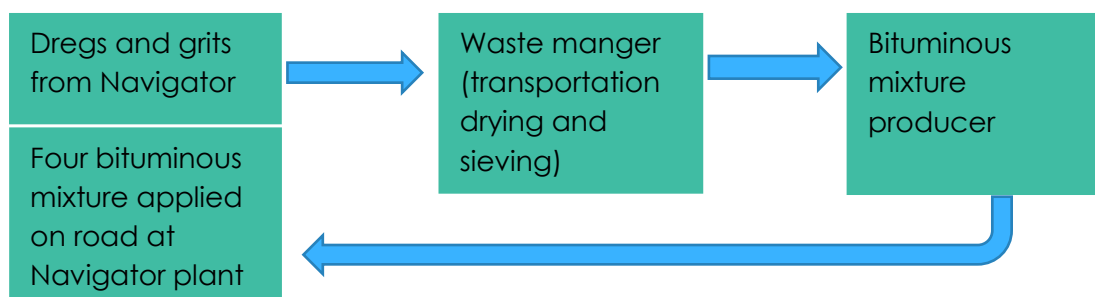 Dregs and grits
from Navigator
Waste manger
(transportation
drying and
sieving)
Bituminous
mixture
producer
Four bituminous
mixture applied
on road at
Navigator plant